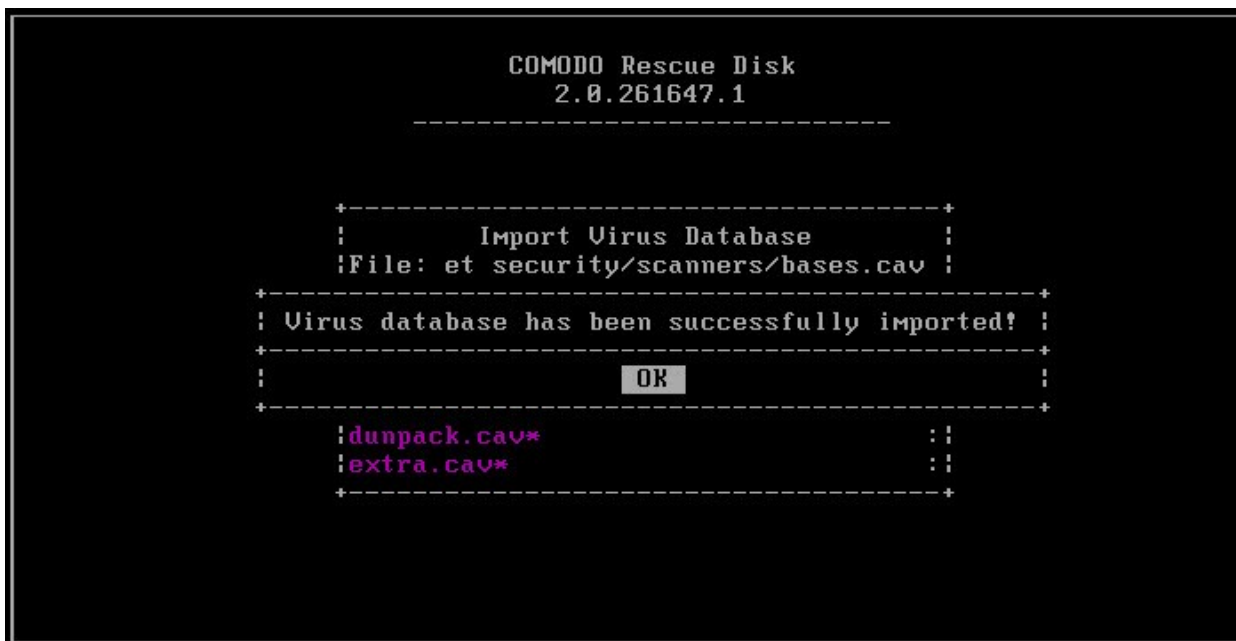 COMODO Rescue Disk
2.0.261647.1
Import Virus Database
File: et security/scanners/bases.cav
Virus database has been successfully imported!
OK
dunpack.cav*
extra.cav*